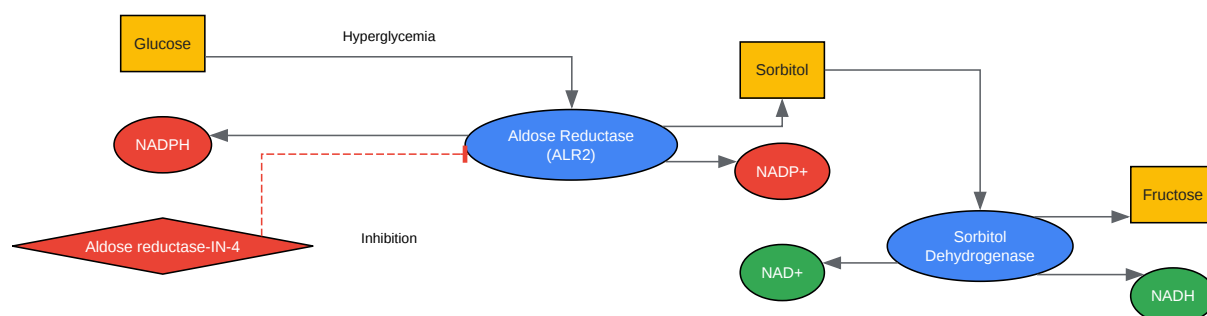 Glucose
Hyperglycemia
Sorbitol
NADPH
Aldose Reductase
(ALR2)
NADP+
Fructose
Aldose reductase-IN-4
Inhibition
Sorbitol
Dehydrogenase
NAD+
NADH